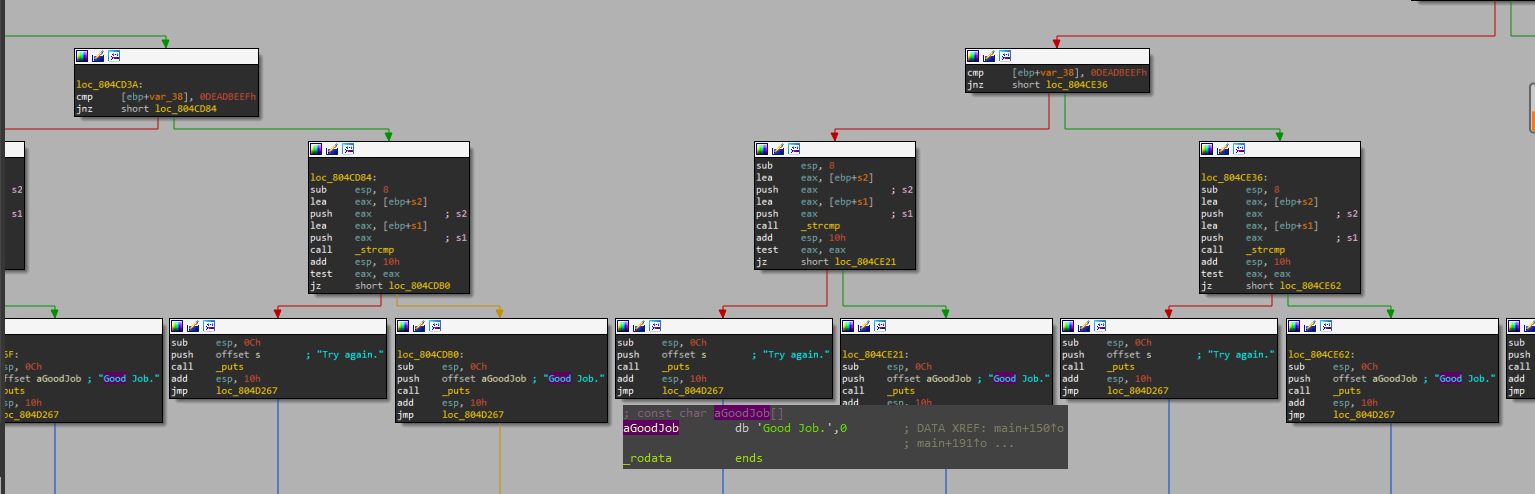 loc_804CD3A:
cmp [ebp+var_38], 0DEADBEEFh
jnz short loc_804CD84
cmp [ebp+var_38], 0DEADBEEFh
jnz short loc_804CE36
s2
s1
loc_804CD84:
sub esp, 8
lea eax, [ebp+s2]
push eax ; s2
lea eax, [ebp+s1]
push eax ; s1
call _strcmp
add esp, 10h
test eax, eax
jz short loc_804CDB0
sub esp, 8
lea eax, [ebp+s2]
push eax ; s2
lea eax, [ebp+s1]
push eax ; s1
call _strcmp
add esp, 10h
test eax, eax
jz short loc_804CE21
loc_804CE36:
sub esp, 8
lea eax, [ebp+s2]
push eax ; s2
lea eax, [ebp+s1]
push eax ; s1
call _strcmp
add esp, 10h
test eax, eax
jz short loc_804CE62
5F:
sp, 0Ch
ffset aGoodJob ; "Good Job."
puts
sp, 10h
oc_804D267
sub esp, 0Ch
push offset s ; "Try again."
call _puts
add esp, 10h
jmp loc_804D267
loc_804CDB0:
sub esp, 0Ch
push offset aGoodJob ; "Good Job."
call _puts
add esp, 10h
jmp loc_804D267
sub esp, 0Ch
push offset s ; "Try again."
call _puts
add esp, 10h
jmp loc_804D267
loc_804CE21:
sub esp, 0Ch
push offset aGoodJob ; "Good Job."
call _puts
add esp, 10h
sub esp, 0Ch
push offset s ; "Try again."
call _puts
add esp, 10h
jmp loc_804D267
loc_804CE62:
sub esp, 0Ch
push offset aGoodJob ; "Good Job."
call _puts
add esp, 10h
jmp loc_804D267
sub
push
call
add
jmp
; const char aGoodJob[]
aGoodJob db 'Good Job.',0 ; DATA XREF: main+150↑o
; main+191↑o ...
_rodata ends